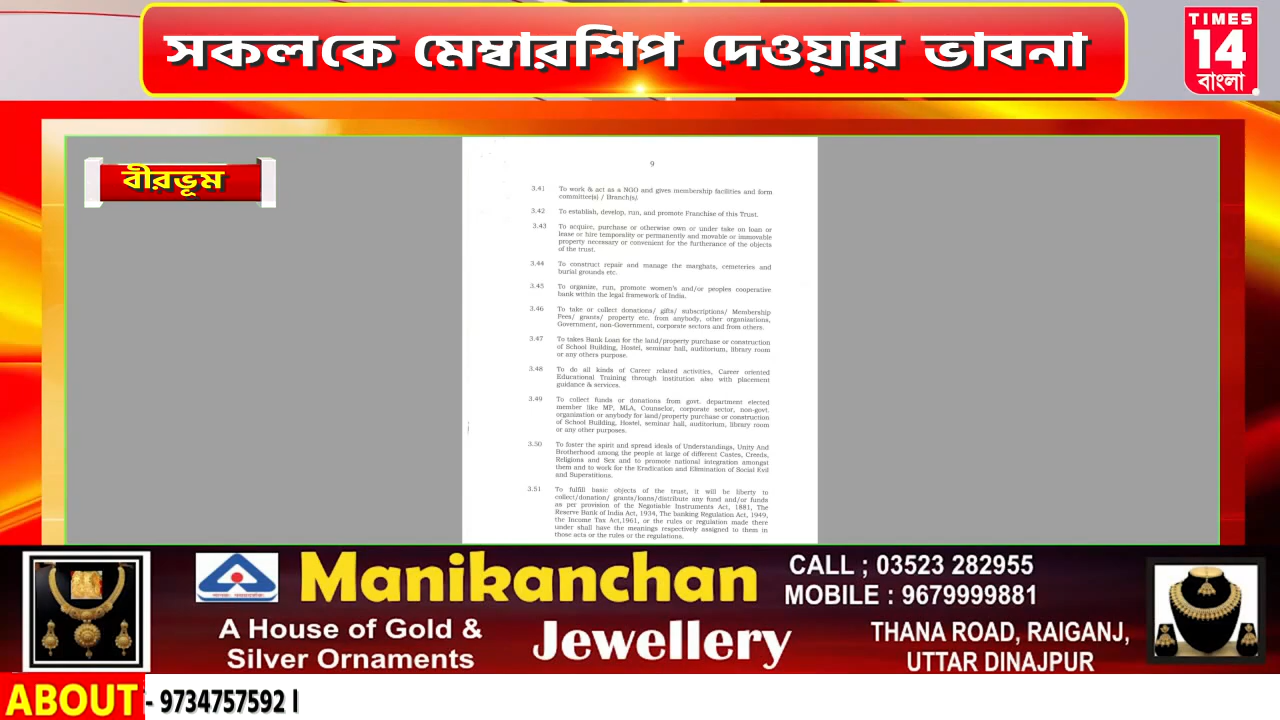 সকলকে মেম্বারশিপ দেওয়ার ভাবনা
TIMES
14
বাংলা
বীরভূম
9
3.41 To work & act as a NGO and gives membership facilities and form
committee(s) / Branch(s).
3.42 To establish, develop, run, and promote Franchise of this Trust.
3.43 To acquire, purchase or otherwise own or under take on loan or
lease or hire temporality or permanently and movable or immovable
property necessary or convenient for the furtherance of the objects
of the trust.
3.44 To construct repair and manage the marghats, cemeteries and
burial grounds etc.
3.45 To organize, run, promote women's and/or peoples cooperative
bank within the legal framework of India.
3.46 To take or collect donations/ gifts/ subscriptions/ Membership
Fees/ grants/ property etc. from anybody, other organizations,
Government, non-Government, corporate sectors and from others.
3.47 To takes Bank Loan for the land/property purchase or construction
of School Building, Hostel, seminar hall, auditorium, library room
or any others purpose.
3.48 To do all kinds of Career related activities, Career oriented
Educational Training through institution also with placement
guidance & services.
3.49 To collect funds or donations from govt. department elected
member like MP, MLA, Counselor, corporate sector, non-govt.
organization or anybody for land/property purchase or construction
of School Building, Hostel, seminar hall, auditorium, library room
or any other purposes.
3.50 To foster the spirit and spread ideals of Understandings, Unity And
Brotherhood among the people at large of different Castes, Creeds,
Religions and Sex and to promote national integration amongst
them and to work for the Eradication and Elimination of Social Evil
and Superstitions.
3.51 To fulfill basic objects of the trust, it will be liberty to
collect/donation/ grants/loans/distribute any fund and/or funds
as per provision of the Negotiable Instruments Act, 1881, The
Reserve Bank of India Act, 1934, The banking Regulation Act, 1949,
the Income Tax Act,1961, or the rules or regulation made there
under shall have the meanings respectively assigned to them in
those acts or the rules or the regulations.
Manikanchan
A House of Gold &
Silver Ornaments
Jewellery
CALL ; 03523 282955
MOBILE : 9679999881
THANA ROAD, RAIGANJ,
UTTAR DINAJPUR
ABOUT - 9734757592 l